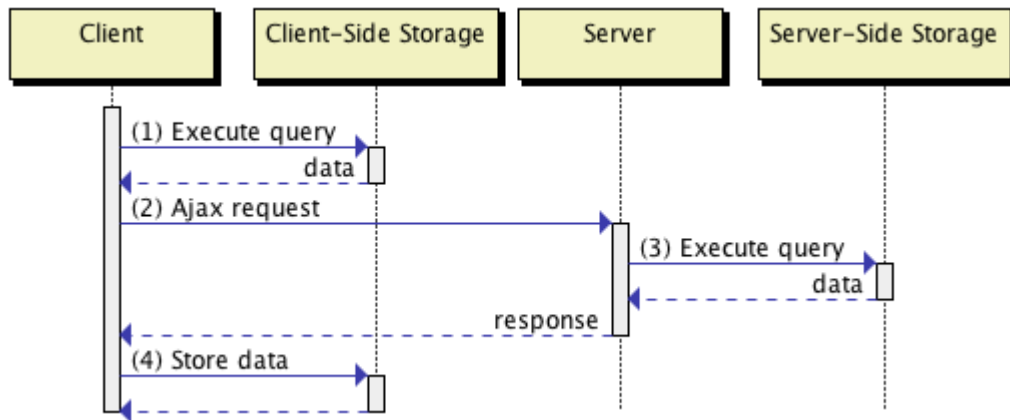 Client
Client-Side Storage
Server
Server-Side Storage
(1) Execute query
data
(2) Ajax request
(3) Execute query
data
response
(4) Store data